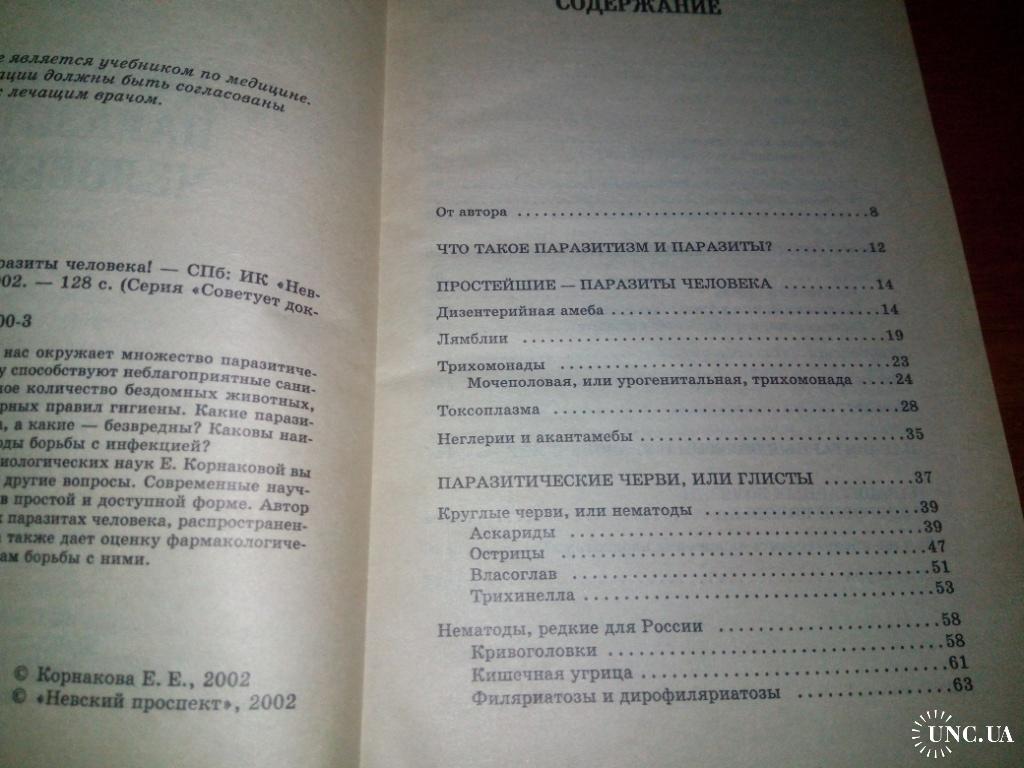 е является учебником по медицине.
ации должны быть согласованы
с лечащим врачом.
разиты человека! — СПб: ИК «Нев-
002. — 128 с. (Серия «Советует док-
00-3
нас окружает множество паразитиче-
у способствуют неблагоприятные сани-
ное количество бездомных животных,
рных правил гигиены. Какие парази-
а, а какие — безвредны? Каковы наи-
оды борьбы с инфекцией?
иологических наук Е. Корнаковой вы
другие вопросы. Современные науч-
в простой и доступной форме. Автор
х паразитах человека, распространен-
также дает оценку фармакологиче-
ам борьбы с ними.
© Корнакова Е. Е., 2002
© «Невский проспект», 2002
СОДЕРЖАНИЕ
От автора ........................................ 8
ЧТО ТАКОЕ ПАРАЗИТИЗМ И ПАРАЗИТЫ? .......... 12
ПРОСТЕЙШИЕ — ПАРАЗИТЫ ЧЕЛОВЕКА ........... 14
Дизентерийная амеба ................................ 14
Лямблии ........................................ 19
Трихомонады ..................................... 23
Мочеполовая, или урогенитальная, трихомонада .... 24
Токсоплазма ...................................... 28
Неглерии и акантамебы ............................. 35
ПАРАЗИТИЧЕСКИЕ ЧЕРВИ, ИЛИ ГЛИСТЫ .......... 37
Круглые черви, или нематоды ........................ 39
Аскариды ..................................... 39
Острицы ..................................... 47
Власоглав .................................... 51
Трихинелла ................................... 53
Нематоды, редкие для России ....................... 58
Кривоголовки ................................. 58
Кишечная угрица .............................. 61
Филяриатозы и дирофиляриатозы ................ 63
UNC.UA